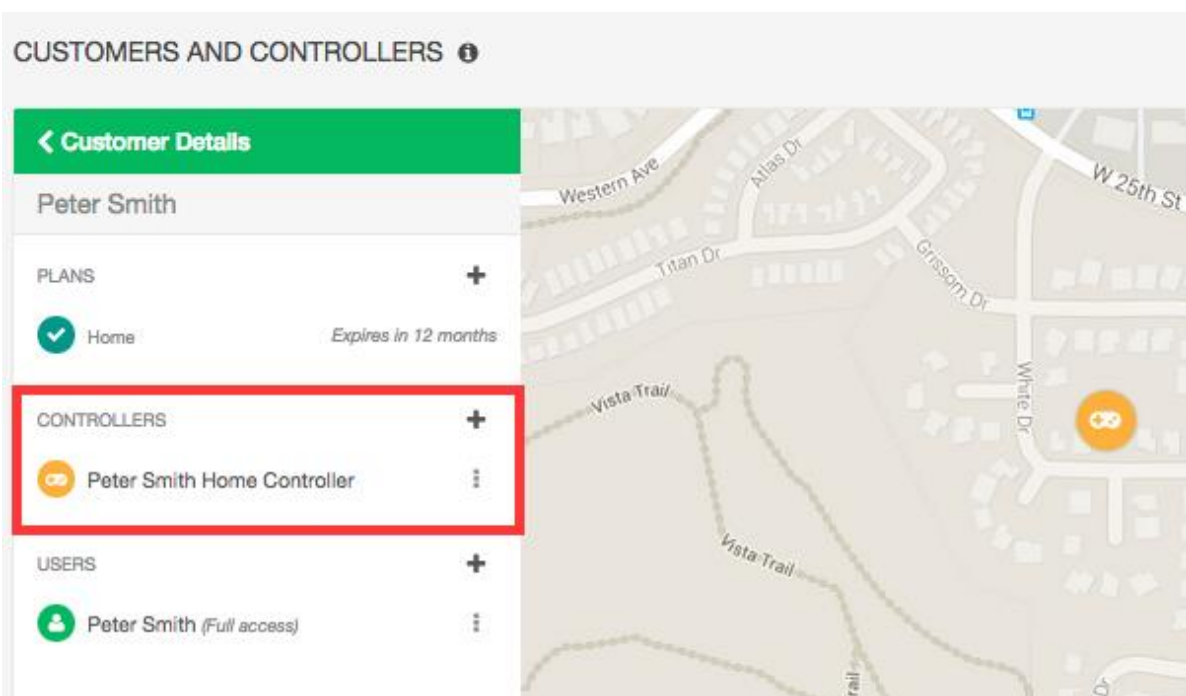 CUSTOMERS AND CONTROLLERS
Customer Details
Peter Smith
PLANS
Home Expires in 12 months
CONTROLLERS
Peter Smith Home Controller
USERS
Peter Smith (Full access)
Western Ave
Atlas Dr
W 25th St
Titan Dr
Grissom Dr
Vista Trail
White Dr
Vista Trail
Trail
Dr